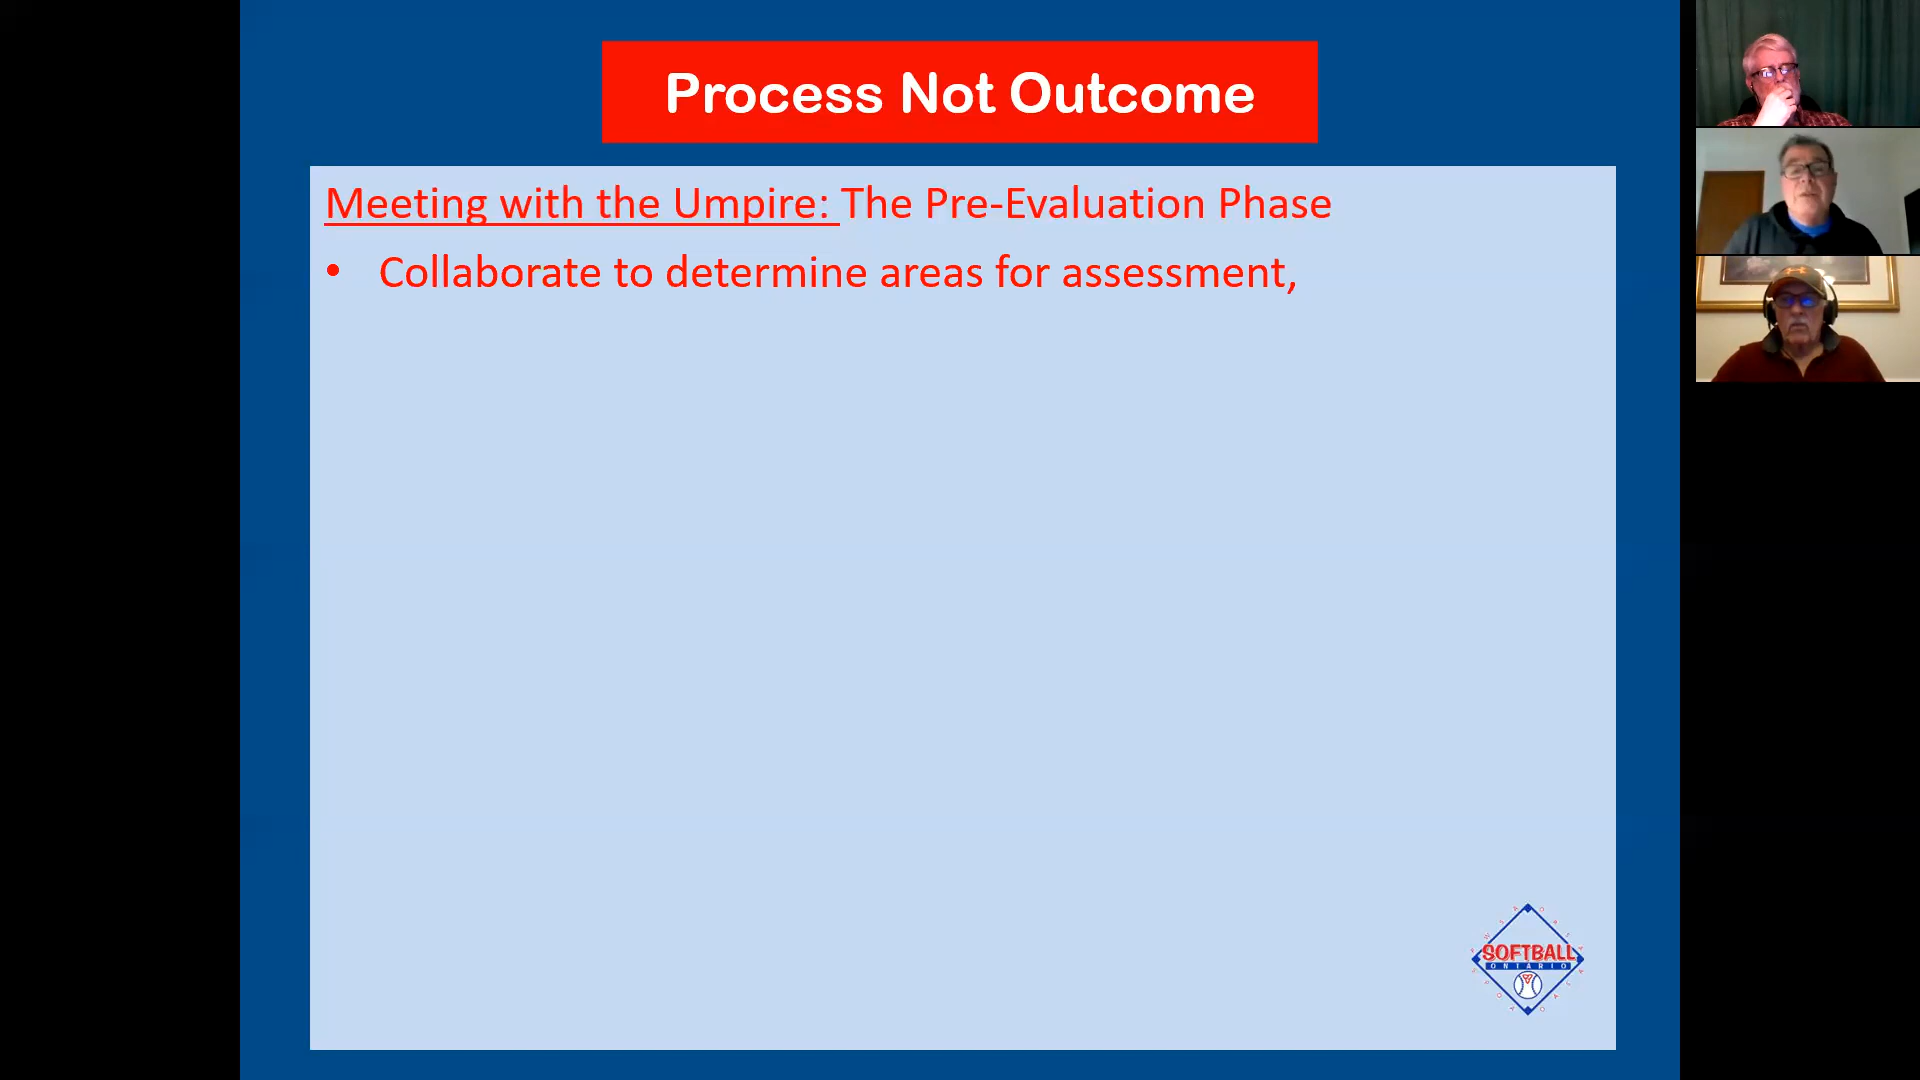 Process Not Outcome
Meeting with the Umpire: The Pre-Evaluation Phase
• Collaborate to determine areas for assessment,
SOFTBALL
ONTARIO